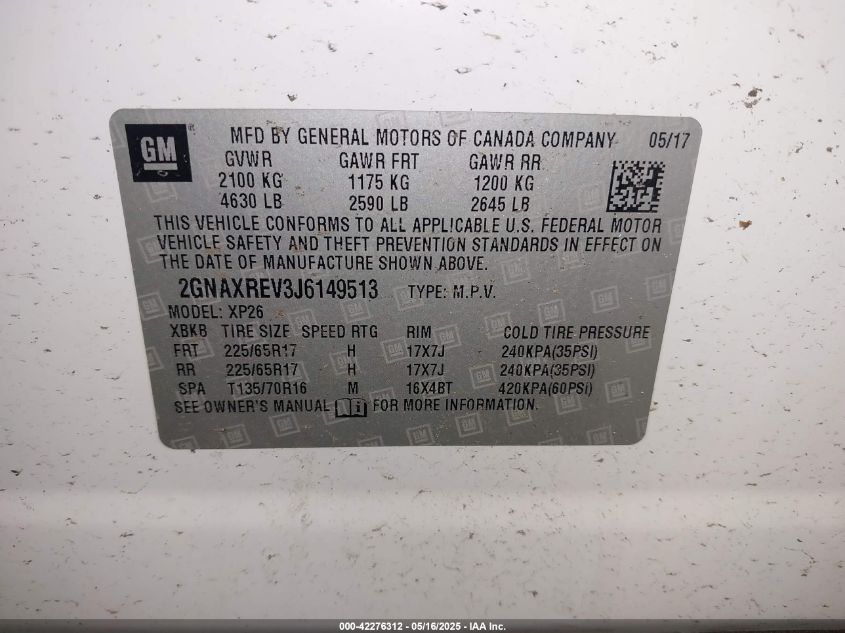 GM MFD BY GENERAL MOTORS OF CANADA COMPANY 05/17
GVWR GAWR FRT GAWR RR
2100 KG 1175 KG 1200 KG
4630 LB 2590 LB 2645 LB
THIS VEHICLE CONFORMS TO ALL APPLICABLE U.S. FEDERAL MOTOR
VEHICLE SAFETY AND THEFT PREVENTION STANDARDS IN EFFECT ON
THE DATE OF MANUFACTURE SHOWN ABOVE.
2GNAXREV3J6149513 TYPE: M.P.V.
MODEL: XP26
XBKB TIRE SIZE SPEED RTG RIM COLD TIRE PRESSURE
FRT 225/65R17 H 17X7J 240KPA(35PSI)
RR 225/65R17 H 17X7J 240KPA(35PSI)
SPA T135/70R16 M 16X4BT 420KPA(60PSI)
SEE OWNER'S MANUAL FOR MORE INFORMATION.
000-42276312 - 05/16/2025 - IAA Inc.